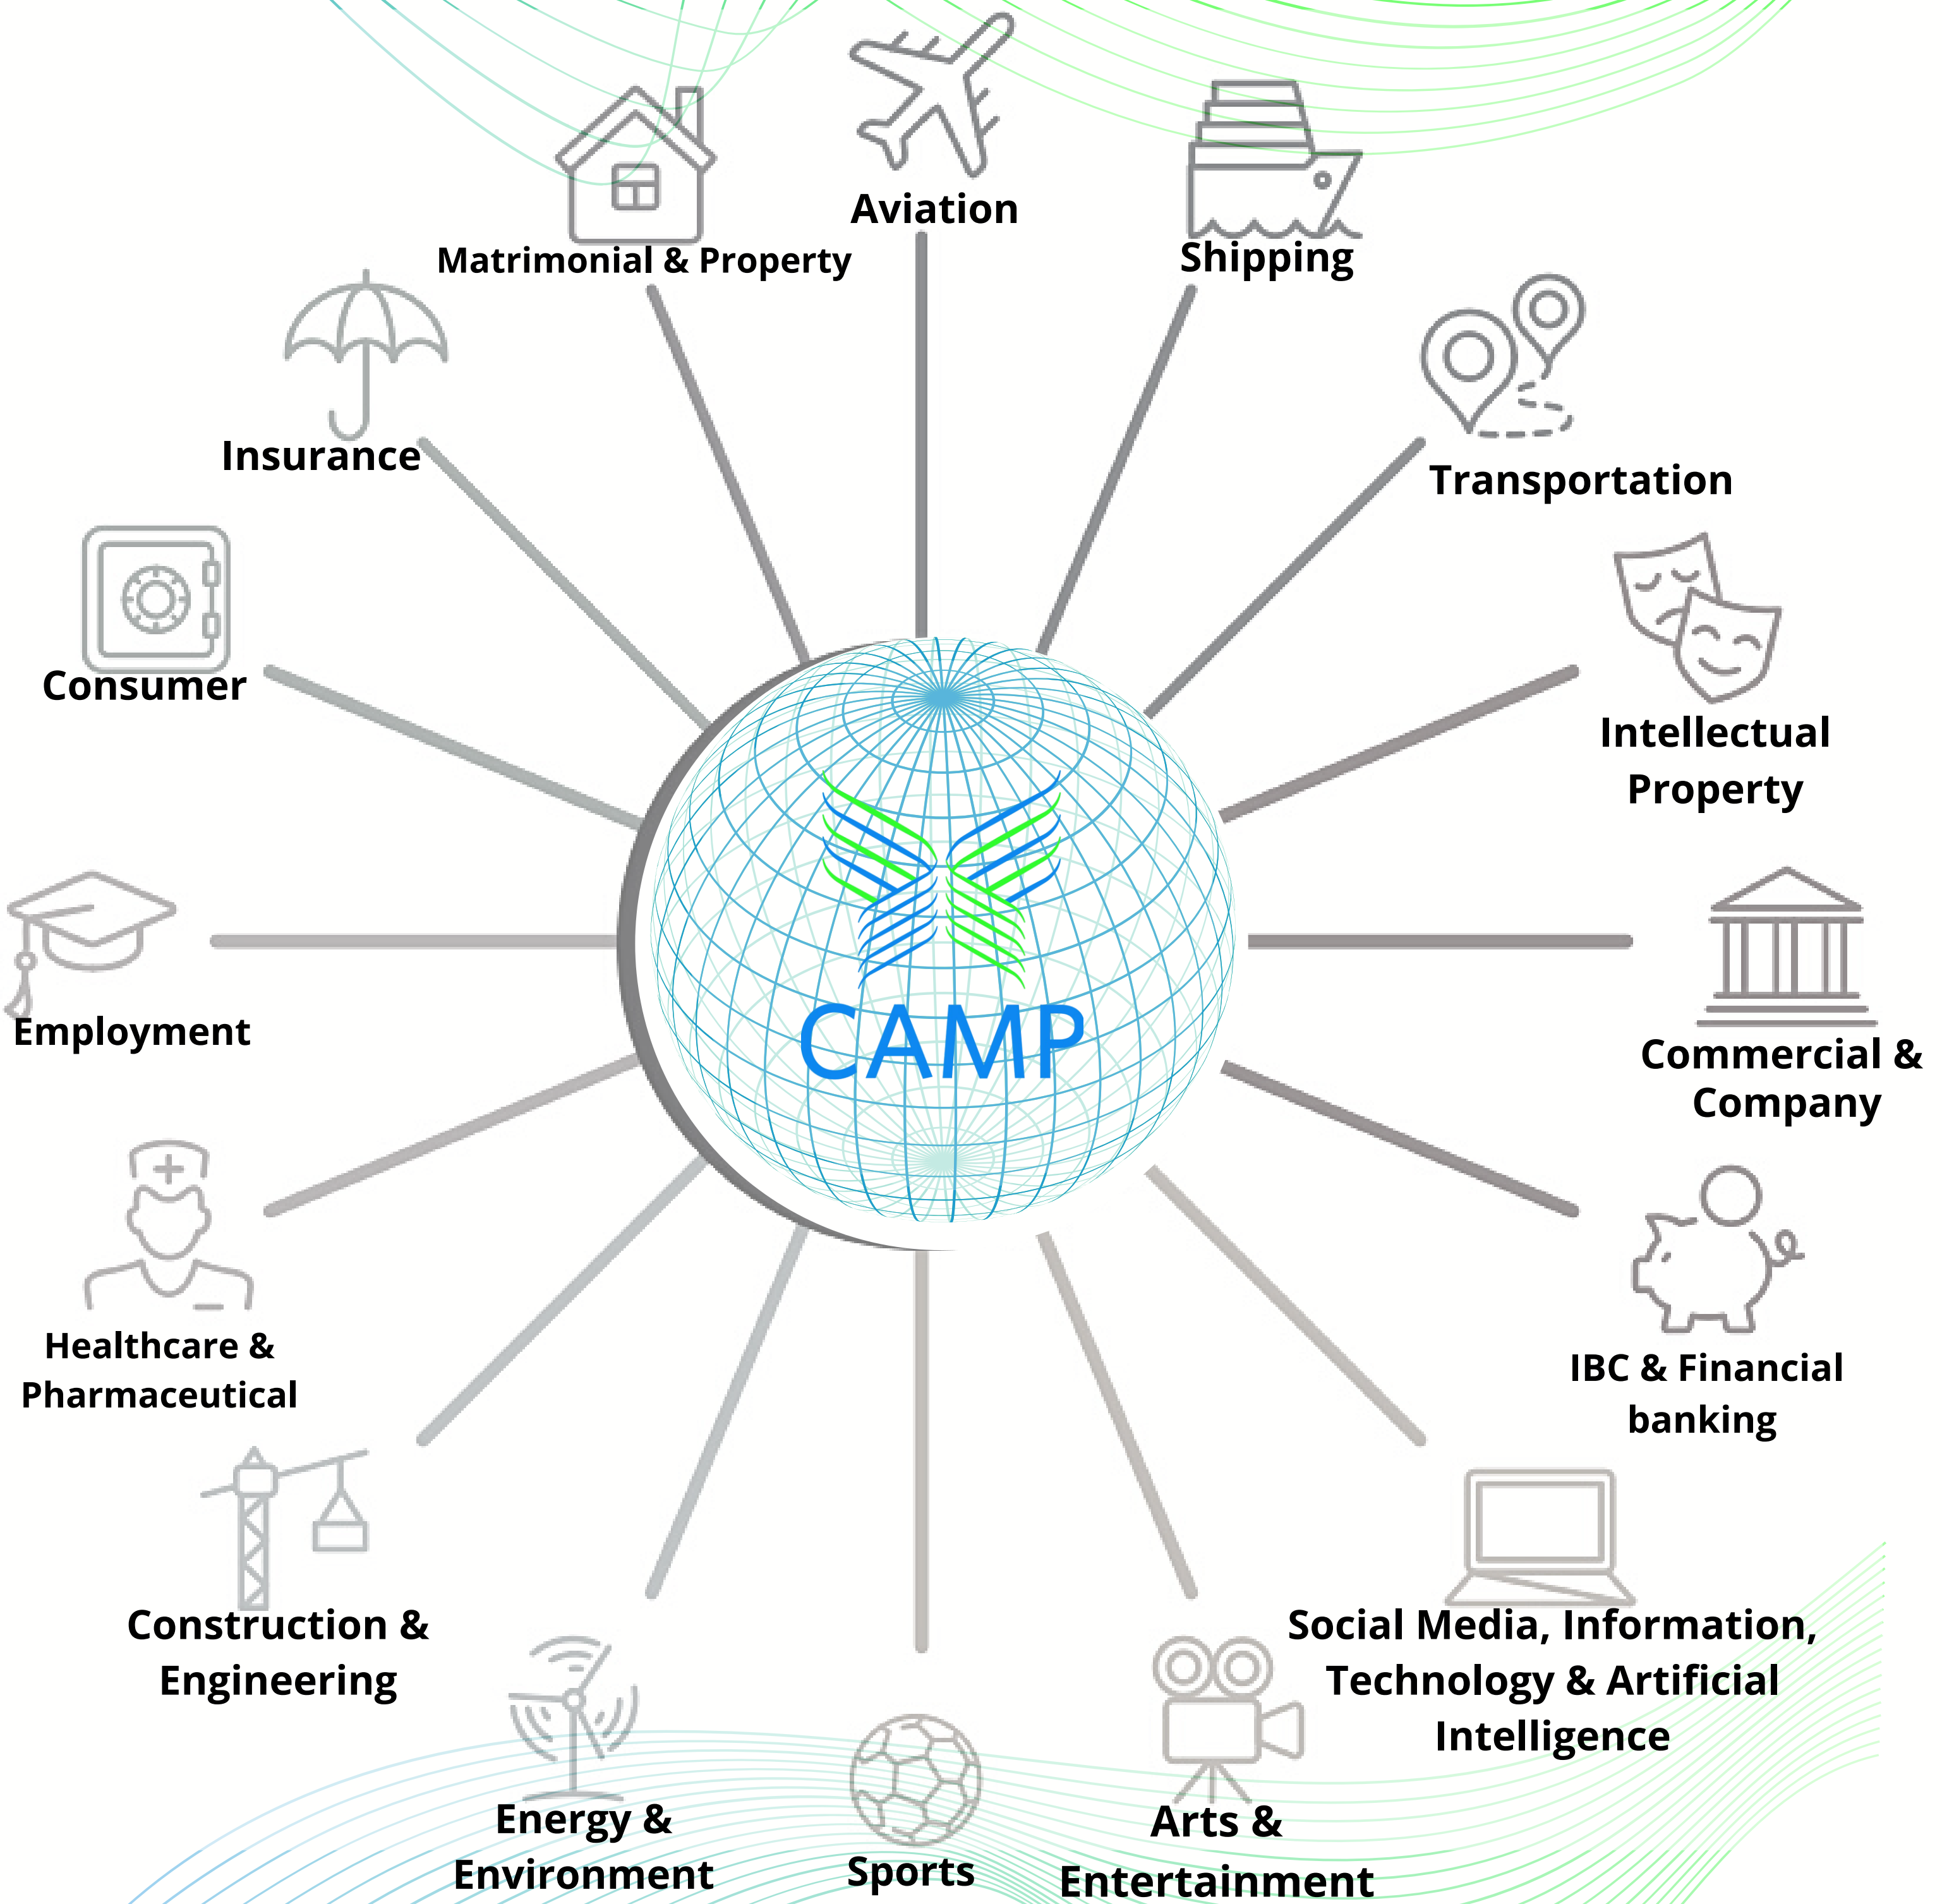 Aviation
Matrimonial & Property
Shipping
Insurance
Transportation
Consumer
Intellectual
Property
CAMP
Employment
Commercial &
Company
Healthcare &
Pharmaceutical
IBC & Financial
banking
Construction &
Engineering
Social Media, Information,
Technology & Artificial
Intelligence
Energy &
Environment
Sports
Arts &
Entertainment